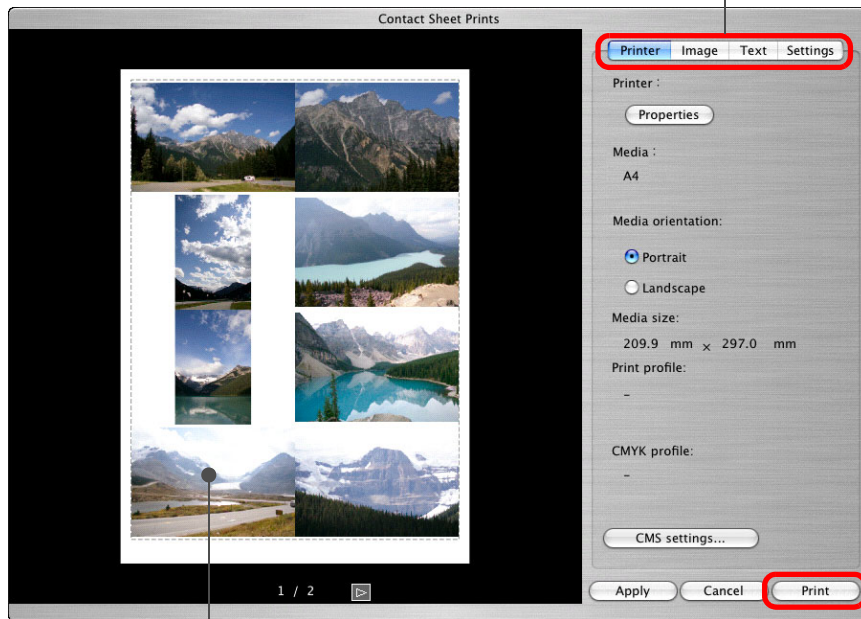 Contact Sheet Prints
Printer Image Text Settings
Printer :
Properties
Media :
A4
Media orientation:
Portrait
Landscape
Media size:
209.9 mm × 297.0 mm
Print profile:
–
CMYK profile:
–
CMS settings...
1 / 2
Apply Cancel Print